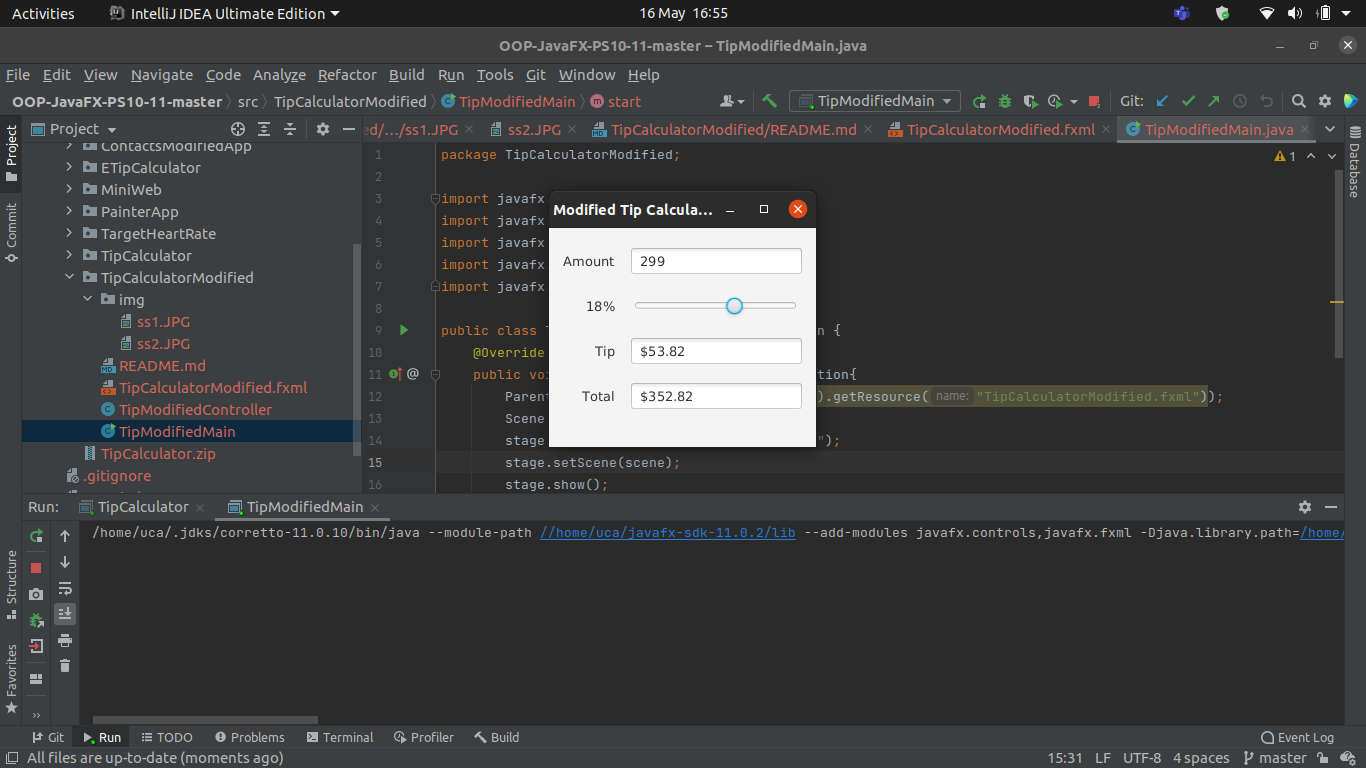 Activities
IntelliJ IDEA Ultimate Edition
16 May 16:55
OOP-JavaFX-PS10-11-master – TipModifiedMain.java
File Edit View Navigate Code Analyze Refactor Build Run Tools Git Window Help
OOP-JavaFX-PS10-11-master src TipCalculatorModified TipModifiedMain start
TipModifiedMain
Git:
Project
ed/.../ss1.JPG
ss2.JPG
TipCalculatorModified/README.md
TipCalculatorModified.fxml
TipModifiedMain.java
Project
Commit
Structure
Favorites
Database
ContactsModifiedApp
ETipCalculator
MiniWeb
PainterApp
TargetHeartRate
TipCalculator
TipCalculatorModified
img
ss1.JPG
ss2.JPG
README.md
TipCalculatorModified.fxml
TipModifiedController
TipModifiedMain
TipCalculator.zip
.gitignore
1 package TipCalculatorModified;
1
2
3 import javafx
4 import javafx
5 import javafx
6 import javafx
7 import javafx
8
9 public class {
10 @Override
11 @ public {
12 Parent ).getResource( name: "TipCalculatorModified.fxml"));
13 Scene
14 stage ");
15 stage.setScene(scene);
16 stage.show();
Modified Tip Calcula...
Amount 299
18%
Tip $53.82
Total $352.82
Run: TipCalculator TipModifiedMain
/home/uca/.jdks/corretto-11.0.10/bin/java --module-path //home/uca/javafx-sdk-11.0.2/lib --add-modules javafx.controls,javafx.fxml -Djava.library.path=/home/
Git Run TODO Problems Terminal Profiler Build
Event Log
All files are up-to-date (moments ago)
15:31 LF UTF-8 4 spaces master